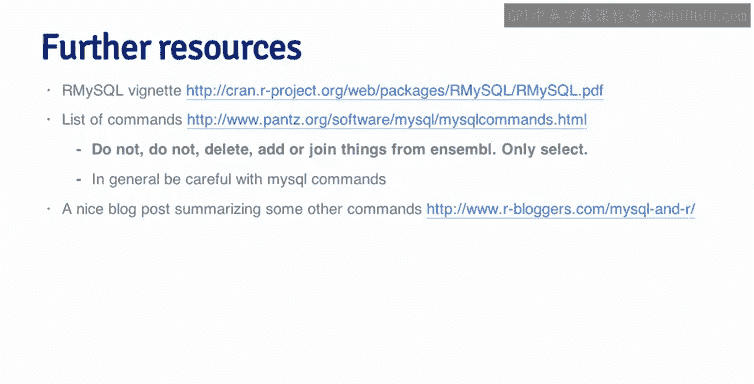 Further resources
· RMySQL vignette http://cran.r-project.org/web/packages/RMySQL/RMySQL.pdf
· List of commands http://www.pantz.org/software/mysql/mysqlcommands.html
- Do not, do not, delete, add or join things from ensembl. Only select.
- In general be careful with mysql commands
· A nice blog post summarizing some other commands http://www.r-bloggers.com/mysql-and-r/